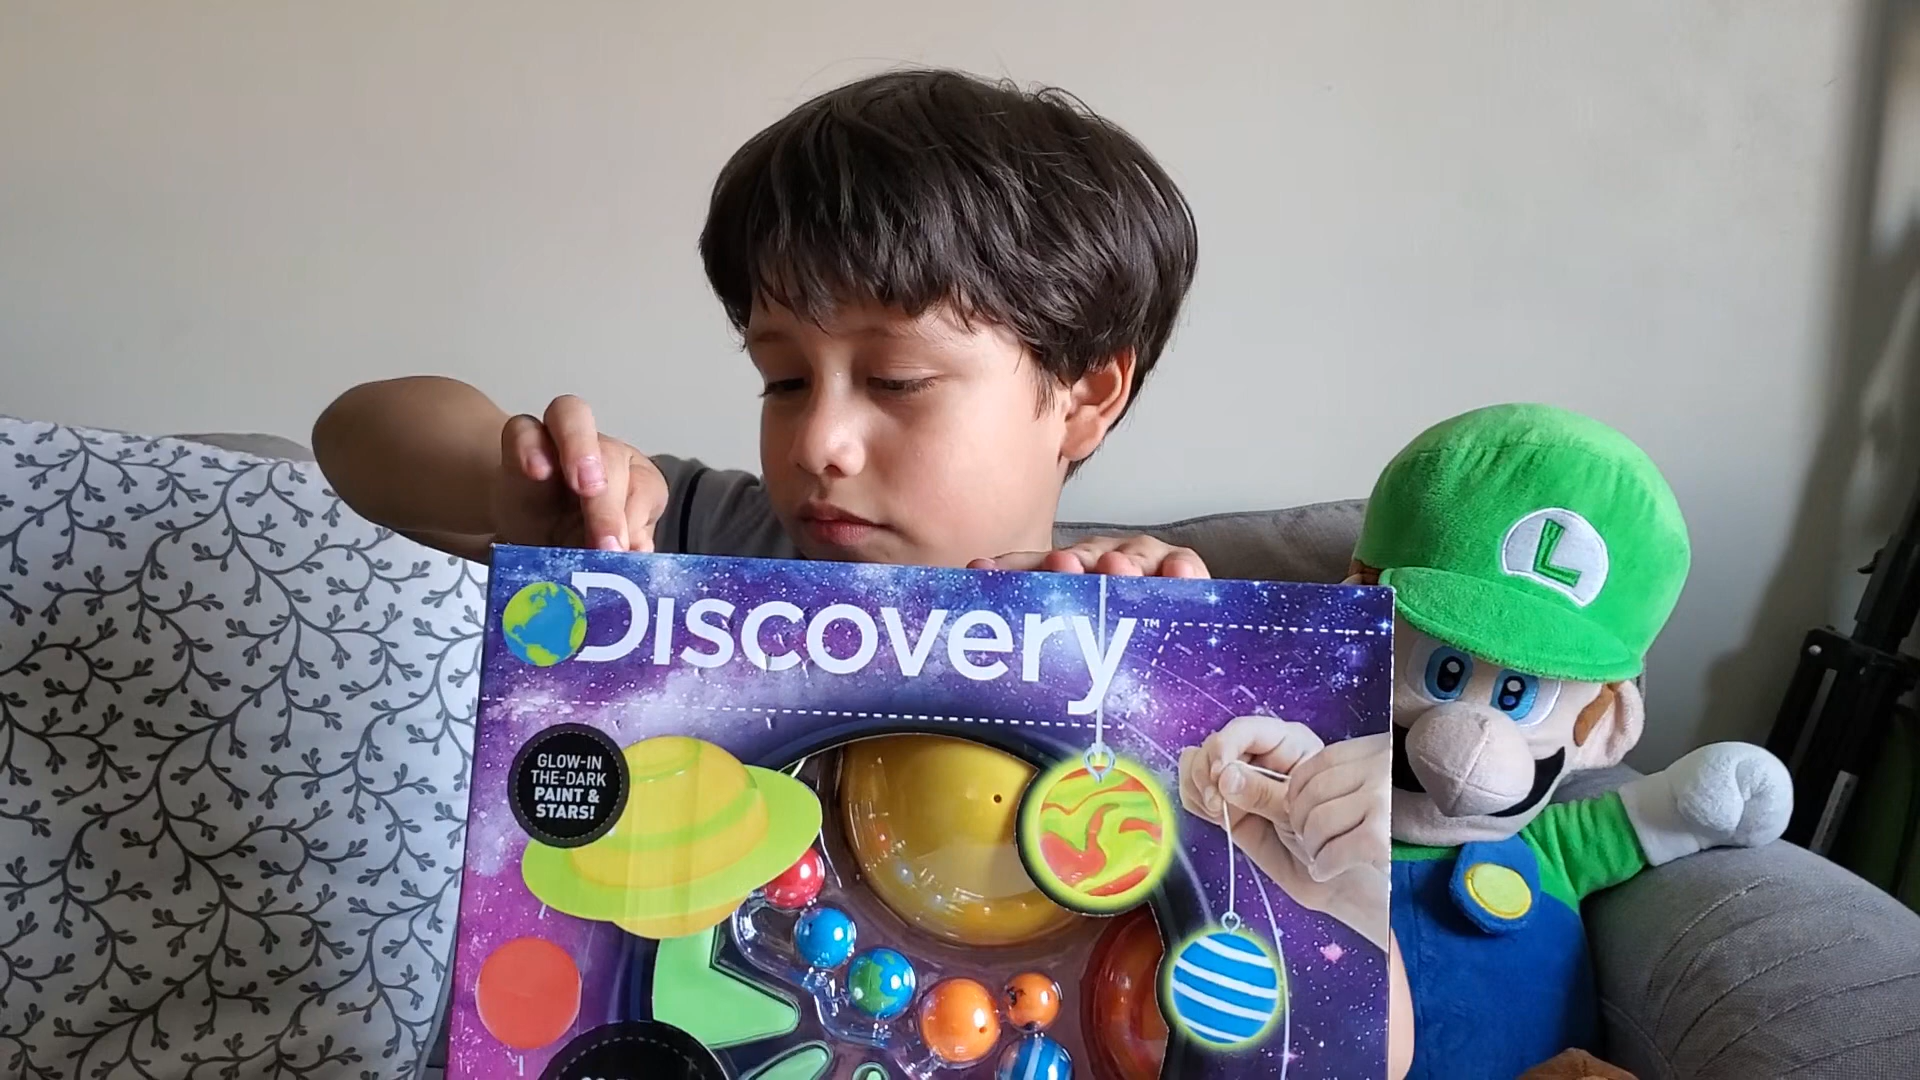 DISCOVERY™
GLOW-IN
THE-DARK
PAINT &
STARS!
L